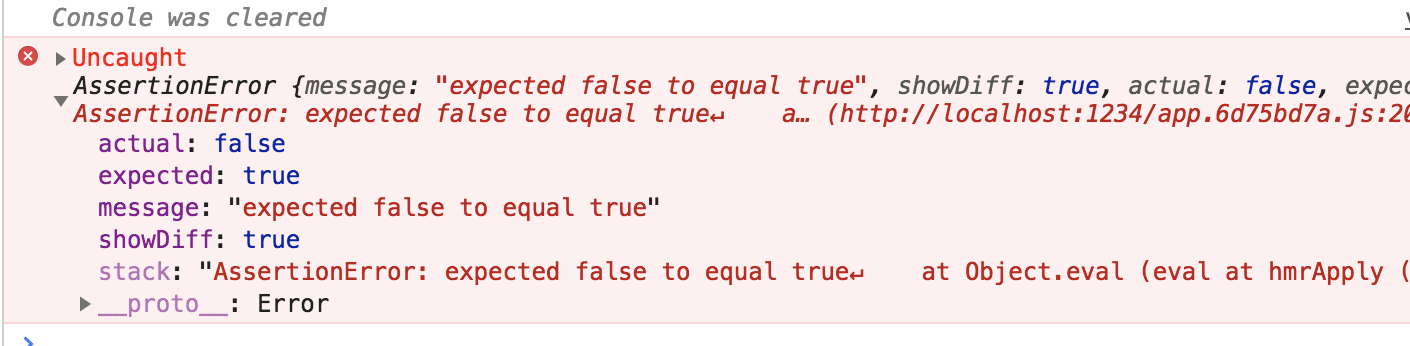 Console was cleared
Uncaught
AssertionError {message: "expected false to equal true", showDiff: true, actual: false, expec
AssertionError: expected false to equal true↵ a… (http://localhost:1234/app.6d75bd7a.js:20
actual: false
expected: true
message: "expected false to equal true"
showDiff: true
stack: "AssertionError: expected false to equal true↵ at Object.eval (eval at hmrApply (
__proto__: Error